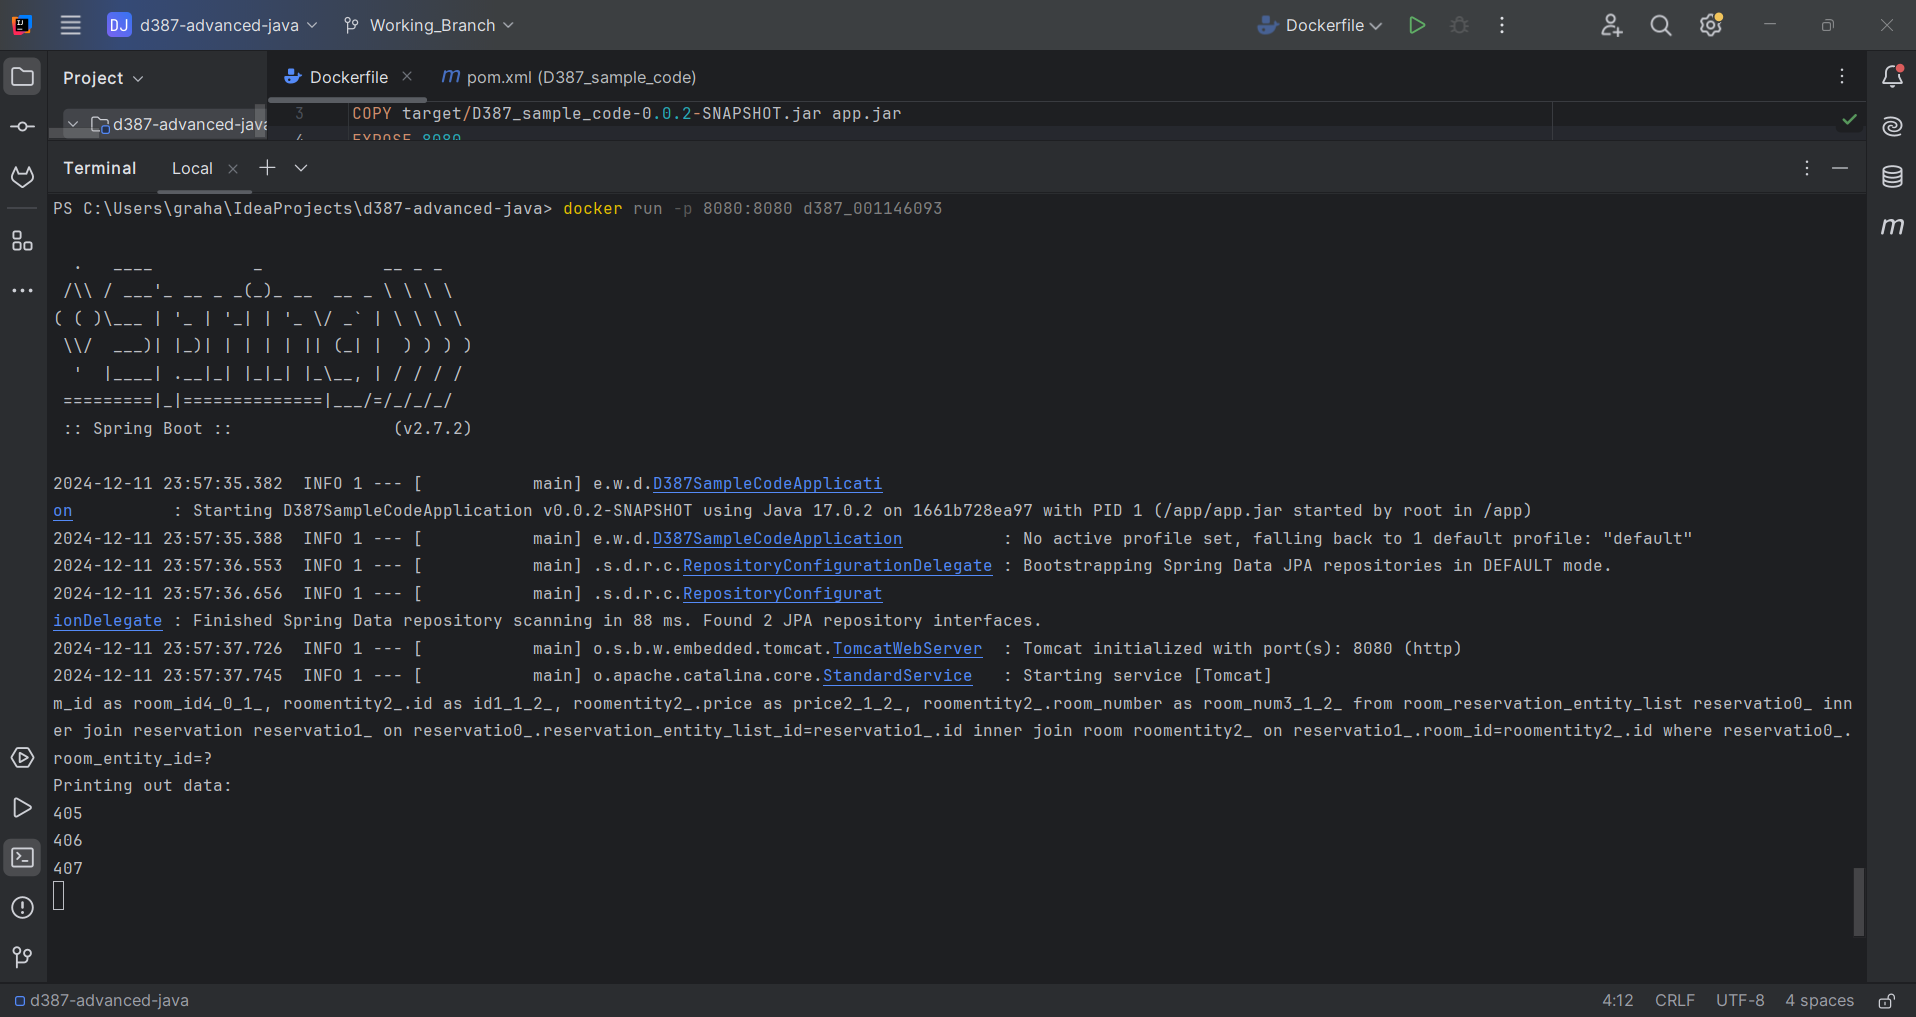 DJ d387-advanced-java Working_Branch Dockerfile
Project Dockerfile m pom.xml (D387_sample_code)
d387-advanced-java 3 COPY target/D387_sample_code-0.0.2-SNAPSHOT.jar app.jar
4 EXPOSE 8080
Terminal Local
PS C:\Users\graha\IdeaProjects\d387-advanced-java> docker run -p 8080:8080 d387_001146093
  .   ____          _            __ _ _
 /\\ / ___'_ __ _ _(_)_ __  __ _ \ \ \ \
( ( )\___ | '_ | '_| | '_ \/ _` | \ \ \ \
 \\/  ___)| |_)| | | | | || (_| |  ) ) ) )
  '  |____| .__|_| |_|_| |_\__, | / / / /
 =========|_|==============|___/=/_/_/_/
 :: Spring Boot ::                (v2.7.2)
2024-12-11 23:57:35.382  INFO 1 --- [           main] e.w.d.D387SampleCodeApplicati
on          : Starting D387SampleCodeApplication v0.0.2-SNAPSHOT using Java 17.0.2 on 1661b728ea97 with PID 1 (/app/app.jar started by root in /app)
2024-12-11 23:57:35.388  INFO 1 --- [           main] e.w.d.D387SampleCodeApplication          : No active profile set, falling back to 1 default profile: "default"
2024-12-11 23:57:36.553  INFO 1 --- [           main] .s.d.r.c.RepositoryConfigurationDelegate : Bootstrapping Spring Data JPA repositories in DEFAULT mode.
2024-12-11 23:57:36.656  INFO 1 --- [           main] .s.d.r.c.RepositoryConfigurat
ionDelegate : Finished Spring Data repository scanning in 88 ms. Found 2 JPA repository interfaces.
2024-12-11 23:57:37.726  INFO 1 --- [           main] o.s.b.w.embedded.tomcat.TomcatWebServer  : Tomcat initialized with port(s): 8080 (http)
2024-12-11 23:57:37.745  INFO 1 --- [           main] o.apache.catalina.core.StandardService   : Starting service [Tomcat]
m_id as room_id4_0_1_, roomentity2_.id as id1_1_2_, roomentity2_.price as price2_1_2_, roomentity2_.room_number as room_num3_1_2_ from room_reservation_entity_list reservatio0_ inn
er join reservation reservatio1_ on reservatio0_.reservation_entity_list_id=reservatio1_.id inner join room roomentity2_ on reservatio1_.room_id=roomentity2_.id where reservatio0_.
room_entity_id=?
Printing out data:
405
406
407
d387-advanced-java 4:12 CRLF UTF-8 4 spaces